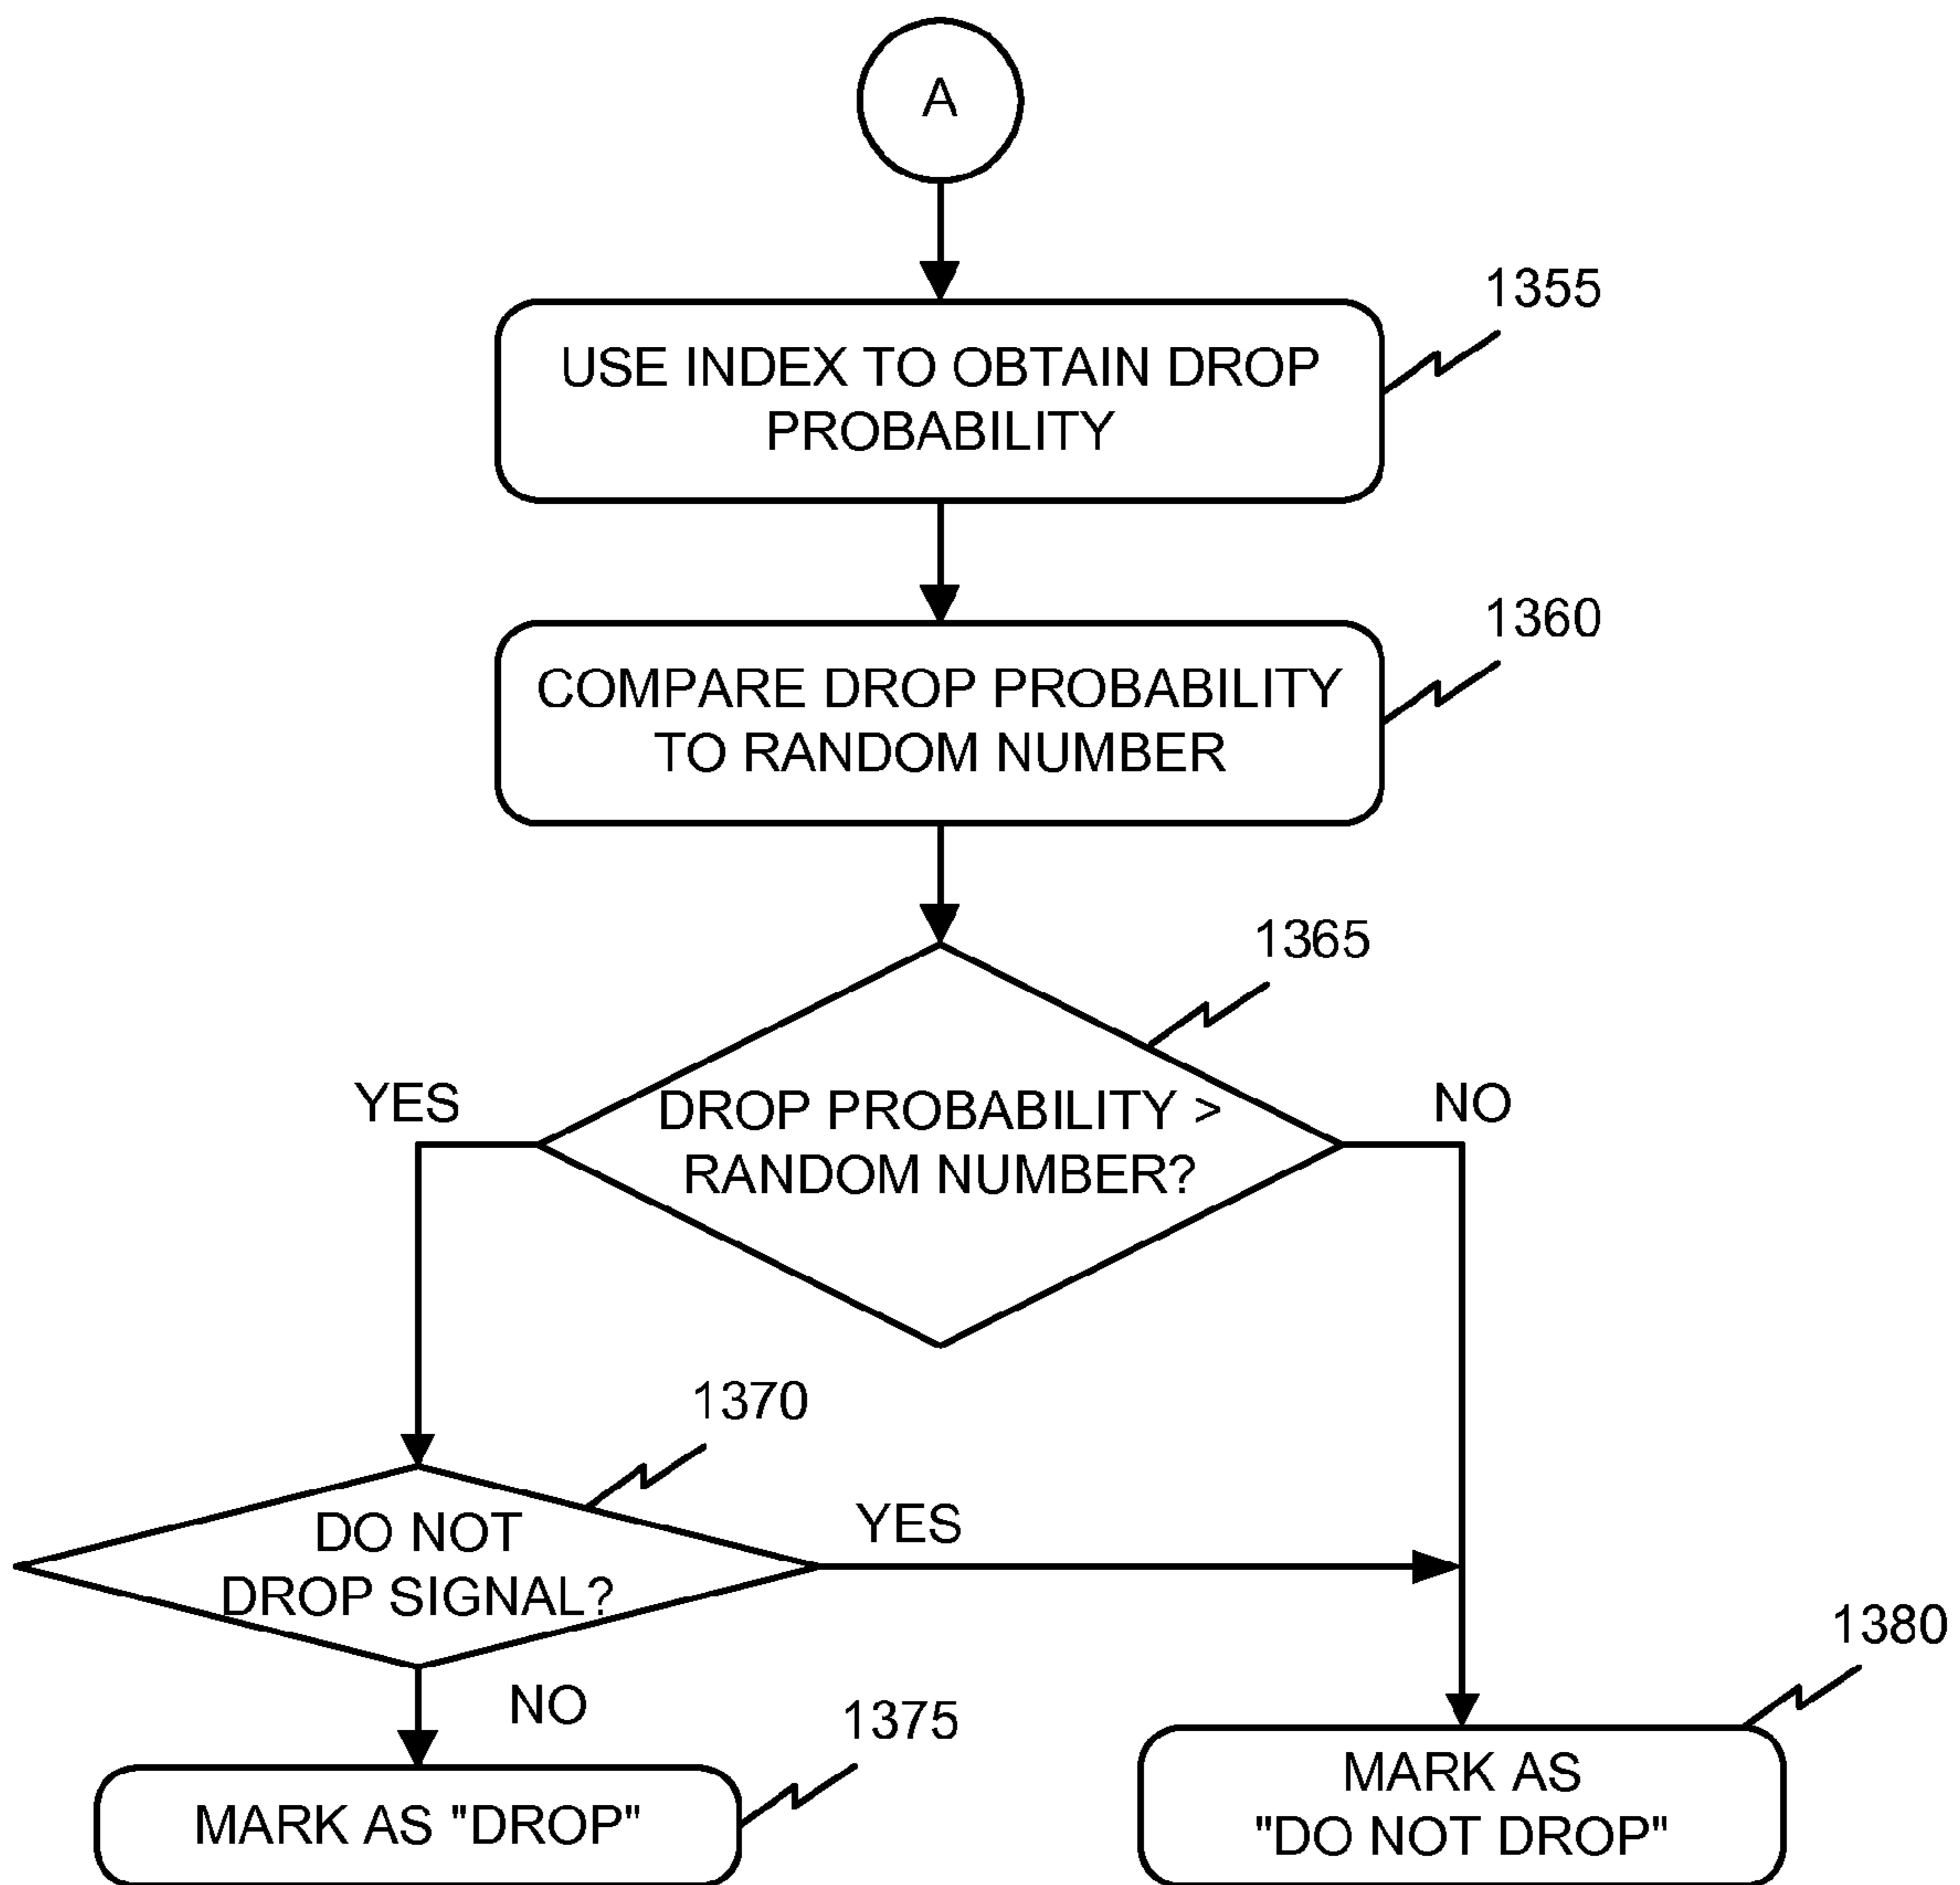 A
1355
USE INDEX TO OBTAIN DROP
PROBABILITY
1360
COMPARE DROP PROBABILITY
TO RANDOM NUMBER
1365
YES
DROP PROBABILITY >
RANDOM NUMBER?
NO
1370
DO NOT
DROP SIGNAL?
YES
1380
NO
1375
MARK AS "DROP"
MARK AS
"DO NOT DROP"